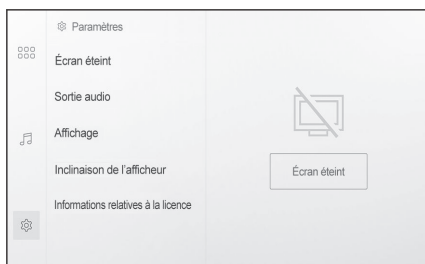 Paramètres
Écran éteint
Sortie audio
Affichage
Inclinaison de l'afficheur
Informations relatives à la licence
Écran éteint